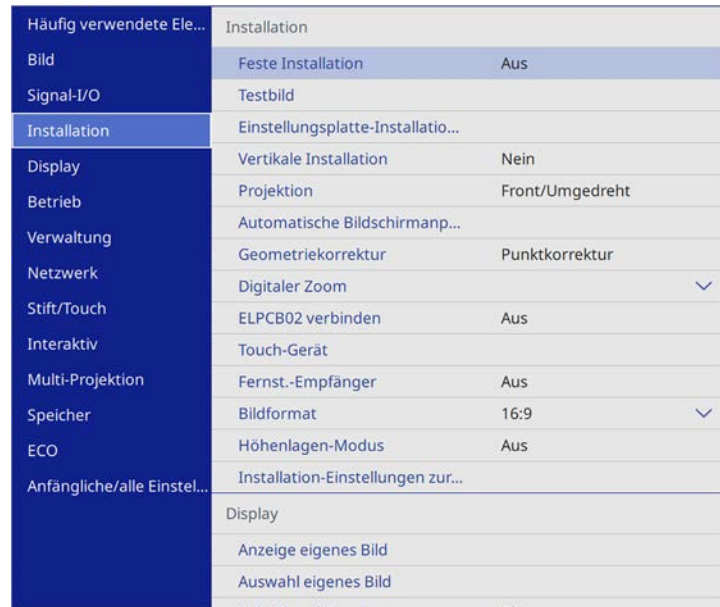 Häufig verwendete Ele...
Bild
Signal-I/O
Installation
Display
Betrieb
Verwaltung
Netzwerk
Stift/Touch
Interaktiv
Multi-Projektion
Speicher
ECO
Anfängliche/alle Einstel...
Installation
Feste Installation Aus
Testbild
Einstellungsplatte-Installatio...
Vertikale Installation Nein
Projektion Front/Umgedreht
Automatische Bildschirmanp...
Geometriekorrektur Punktkorrektur
Digitaler Zoom
ELPCB02 verbinden Aus
Touch-Gerät
Fernst.-Empfänger Aus
Bildformat 16:9
Höhenlagen-Modus Aus
Installation-Einstellungen zur...
Display
Anzeige eigenes Bild
Auswahl eigenes Bild